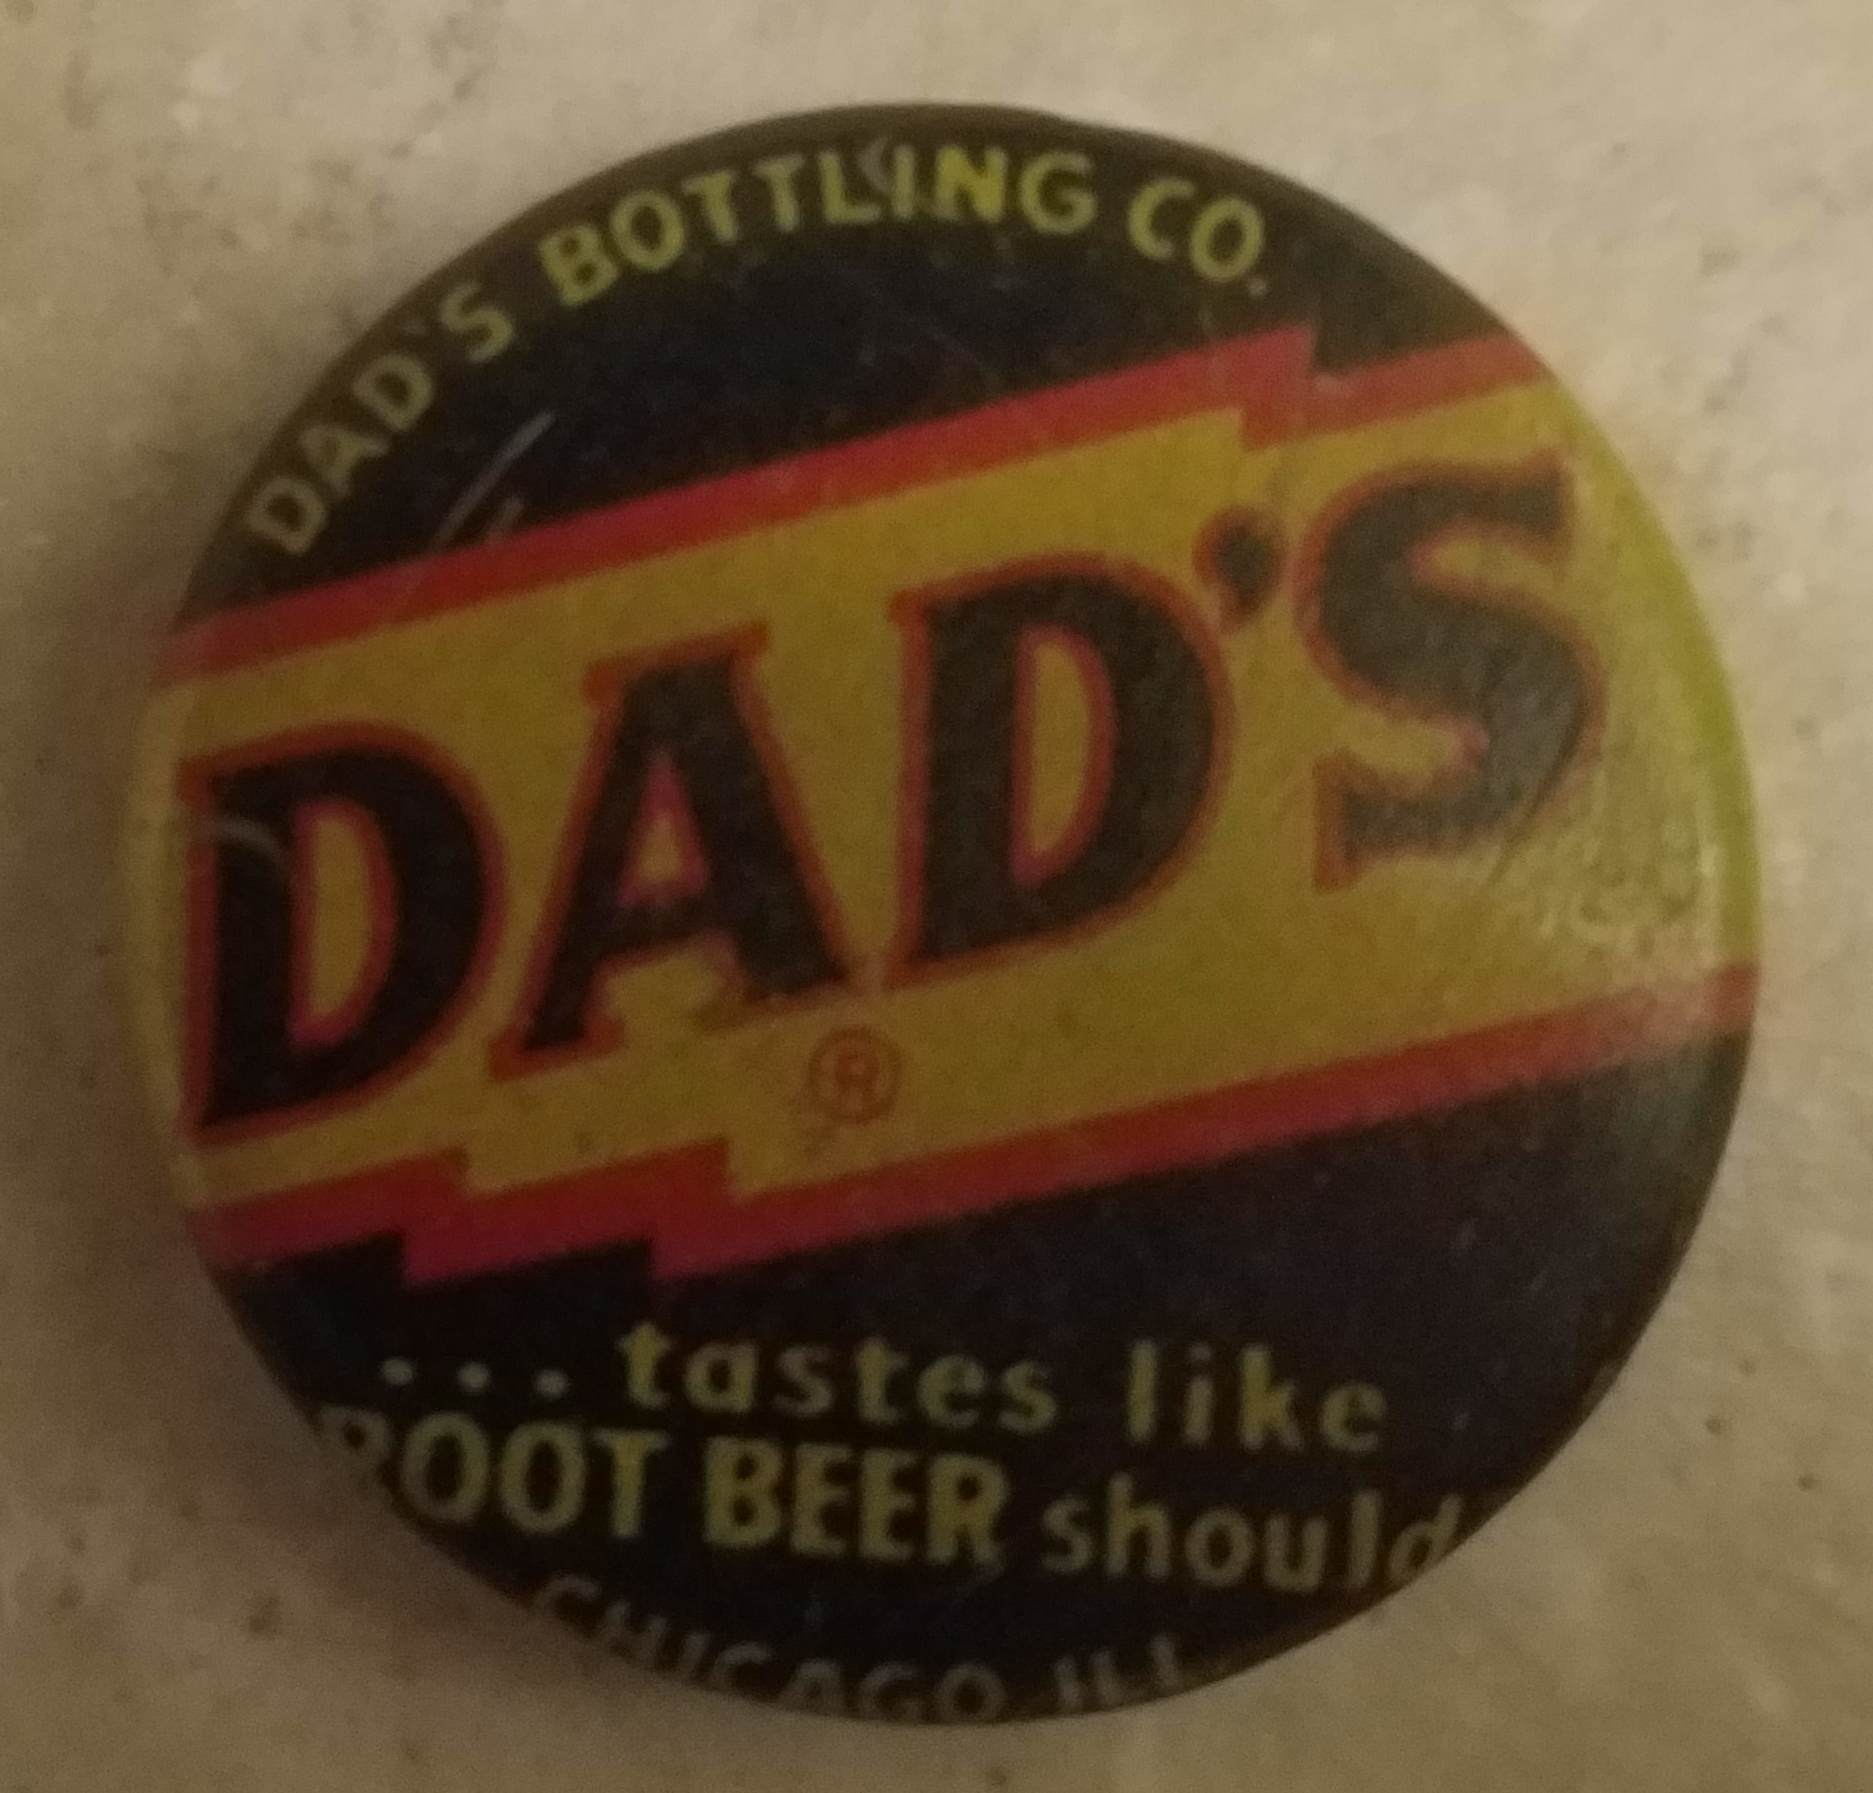 DAD'S BOTTLING CO.
DAD'S
®
... tastes like
ROOT BEER should
CHICAGO ILL